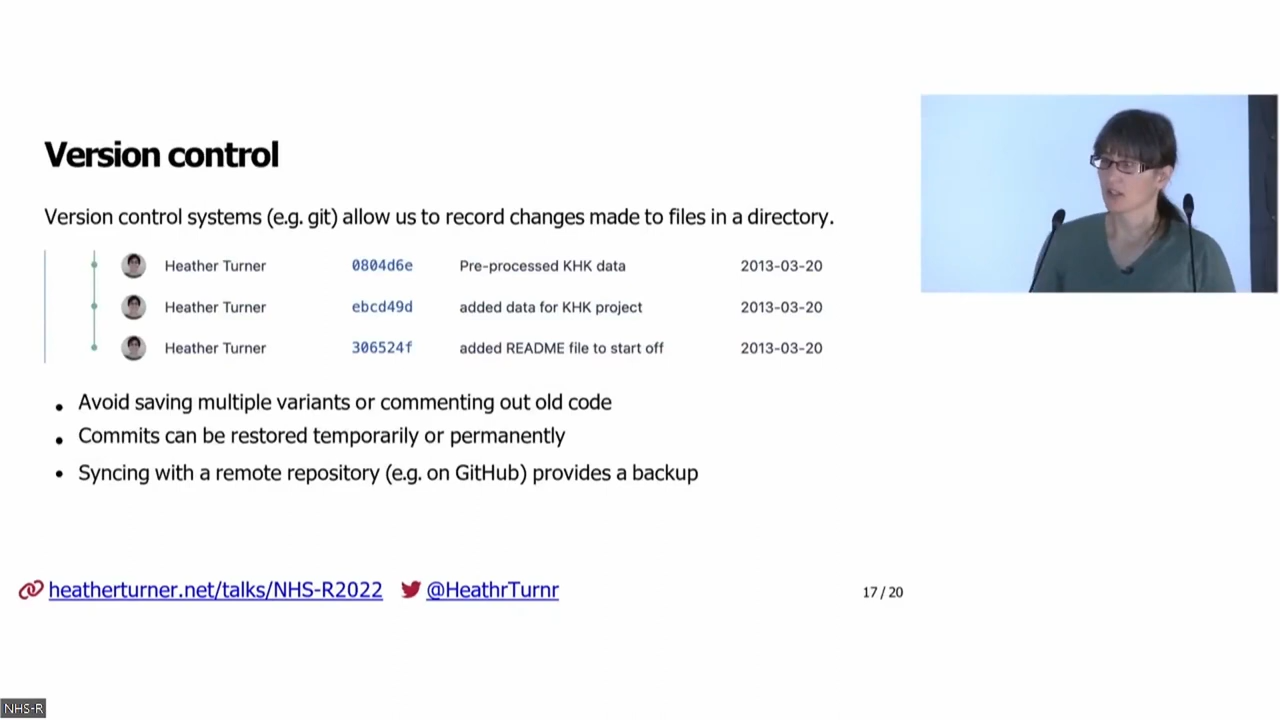 Version control
Version control systems (e.g. git) allow us to record changes made to files in a directory.
Heather Turner 0804d6e Pre-processed KHK data 2013-03-20
Heather Turner ebcd49d added data for KHK project 2013-03-20
Heather Turner 306524f added README file to start off 2013-03-20
• Avoid saving multiple variants or commenting out old code
• Commits can be restored temporarily or permanently
• Syncing with a remote repository (e.g. on GitHub) provides a backup
heatherturner.net/talks/NHS-R2022 @HeathrTurnr 17 / 20
NHS-R